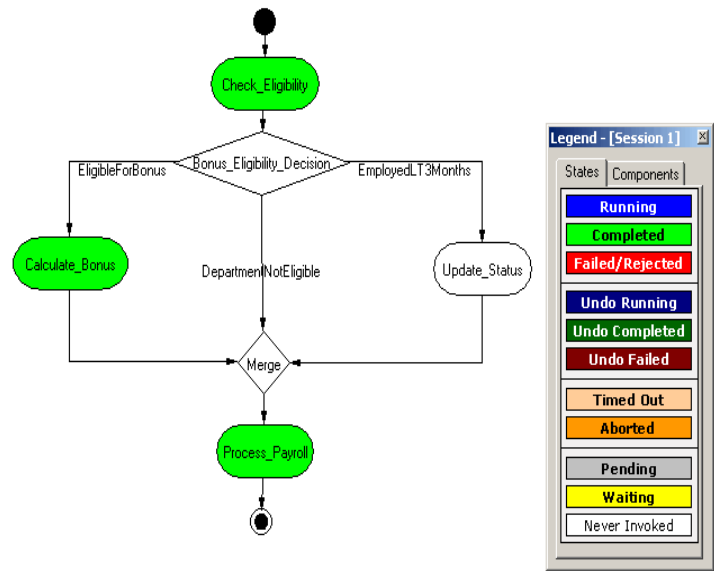 Check_Eligibility
Bonus_Eligibility_Decision
EligibleForBonus
EmployedLT3Months
Calculate_Bonus
DepartmentNotEligible
Update_Status
Merge
Process_Payroll
Legend - [Session 1]
States
Components
Running
Completed
Failed/Rejected
Undo Running
Undo Completed
Undo Failed
Timed Out
Aborted
Pending
Waiting
Never Invoked